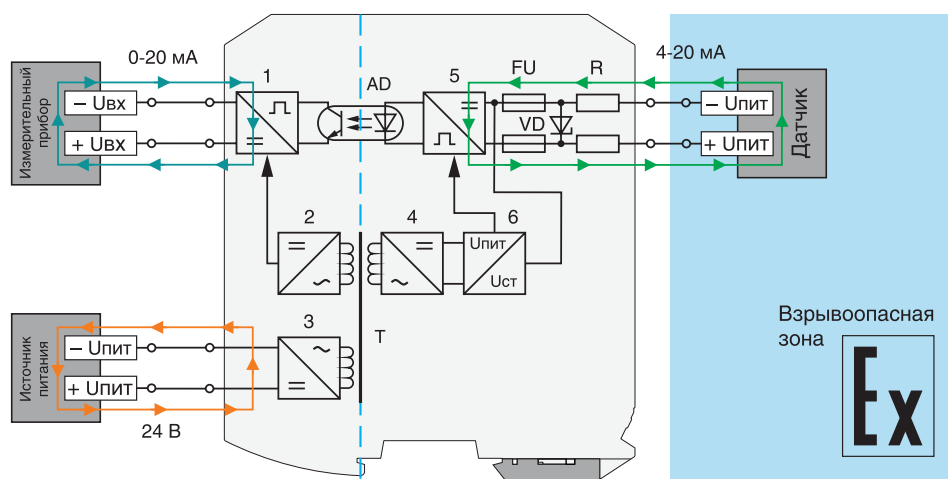 0-20 мА
1
AD
5
FU
R
4-20 мА
Измерительный
прибор
– Uвх
+ Uвх
VD
– Uпит
+ Uпит
Датчик
2
4
6
Uпит
Uст
3
T
Источник
питания
– Uпит
+ Uпит
24 В
Взрывоопасная
зона
Ex